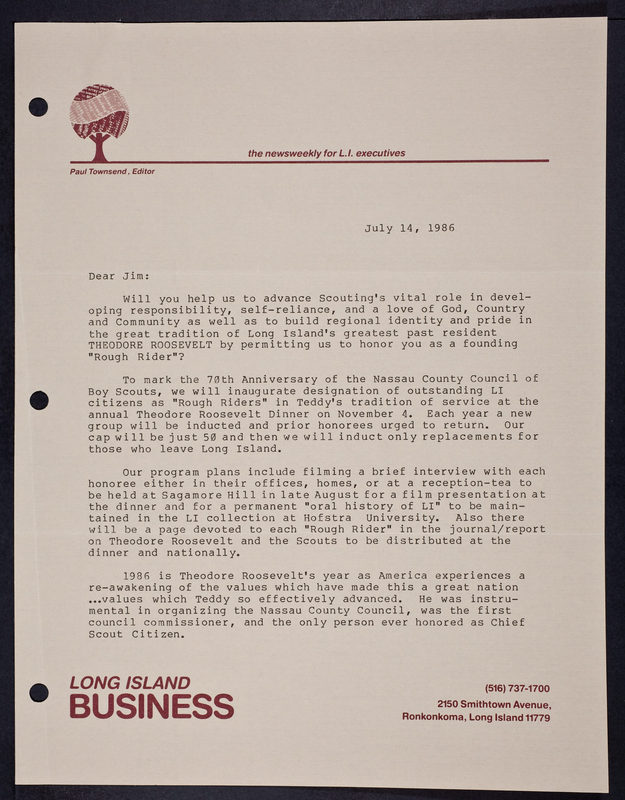 the newsweekly for L.I. executives
Paul Townsend, Editor
July 14, 1986
Dear Jim:
Will you help us to advance Scouting's vital role in devel-
oping responsibility, self-reliance, and a love of God, Country
and Community as well as to build regional identity and pride in
the great tradition of Long Island's greatest past resident
THEODORE ROOSEVELT by permitting us to honor you as a founding
"Rough Rider"?
To mark the 70th Anniversary of the Nassau County Council of
Boy Scouts, we will inaugurate designation of outstanding LI
citizens as "Rough Riders" in Teddy's tradition of service at the
annual Theodore Roosevelt Dinner on November 4. Each year a new
group will be inducted and prior honorees urged to return. Our
cap will be just 50 and then we will induct only replacements for
those who leave Long Island.
Our program plans include filming a brief interview with each
honoree either in their offices, homes, or at a reception-tea to
be held at Sagamore Hill in late August for a film presentation at
the dinner and for a permanent "oral history of LI" to be main-
tained in the LI collection at Hofstra University. Also there
will be a page devoted to each "Rough Rider" in the journal/report
on Theodore Roosevelt and the Scouts to be distributed at the
dinner and nationally.
1986 is Theodore Roosevelt's year as America experiences a
re-awakening of the values which have made this a great nation
...values which Teddy so effectively advanced. He was instru-
mental in organizing the Nassau County Council, was the first
council commissioner, and the only person ever honored as Chief
Scout Citizen.
LONG ISLAND
BUSINESS
(516) 737-1700
2150 Smithtown Avenue,
Ronkonkoma, Long Island 11779